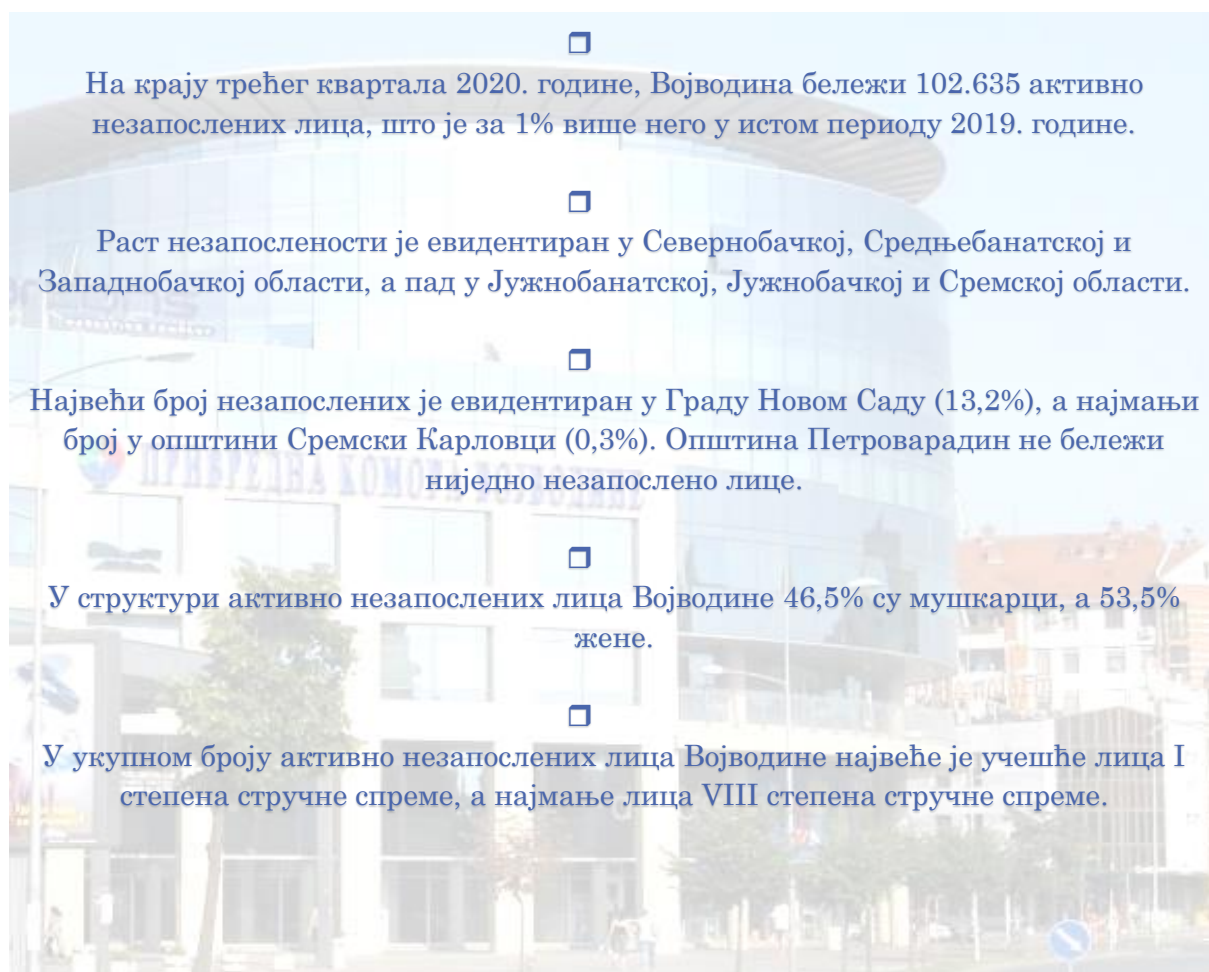 ❒
На крају трећег квартала 2020. године, Војводина бележи 102.635 активно
незапослених лица, што је за 1% више него у истом периоду 2019. године.
❒
Раст незапослености је евидентиран у Севернобачкој, Средњебанатској и
Западнобачкој области, а пад у Јужнобанатској, Јужнобачкој и Сремској области.
❒
Највећи број незапослених је евидентиран у Граду Новом Саду (13,2%), а најмањи
број у општини Сремски Карловци (0,3%). Општина Петроварадин не бележи
ниједно незапослено лице.
ПРИВРЕДНА КОМОРА ВОЈВОДИНЕ
❒
У структури активно незапослених лица Војводине 46,5% су мушкарци, а 53,5%
жене.
❒
У укупном броју активно незапослених лица Војводине највеће је учешће лица I
степена стручне спреме, а најмање лица VIII степена стручне спреме.